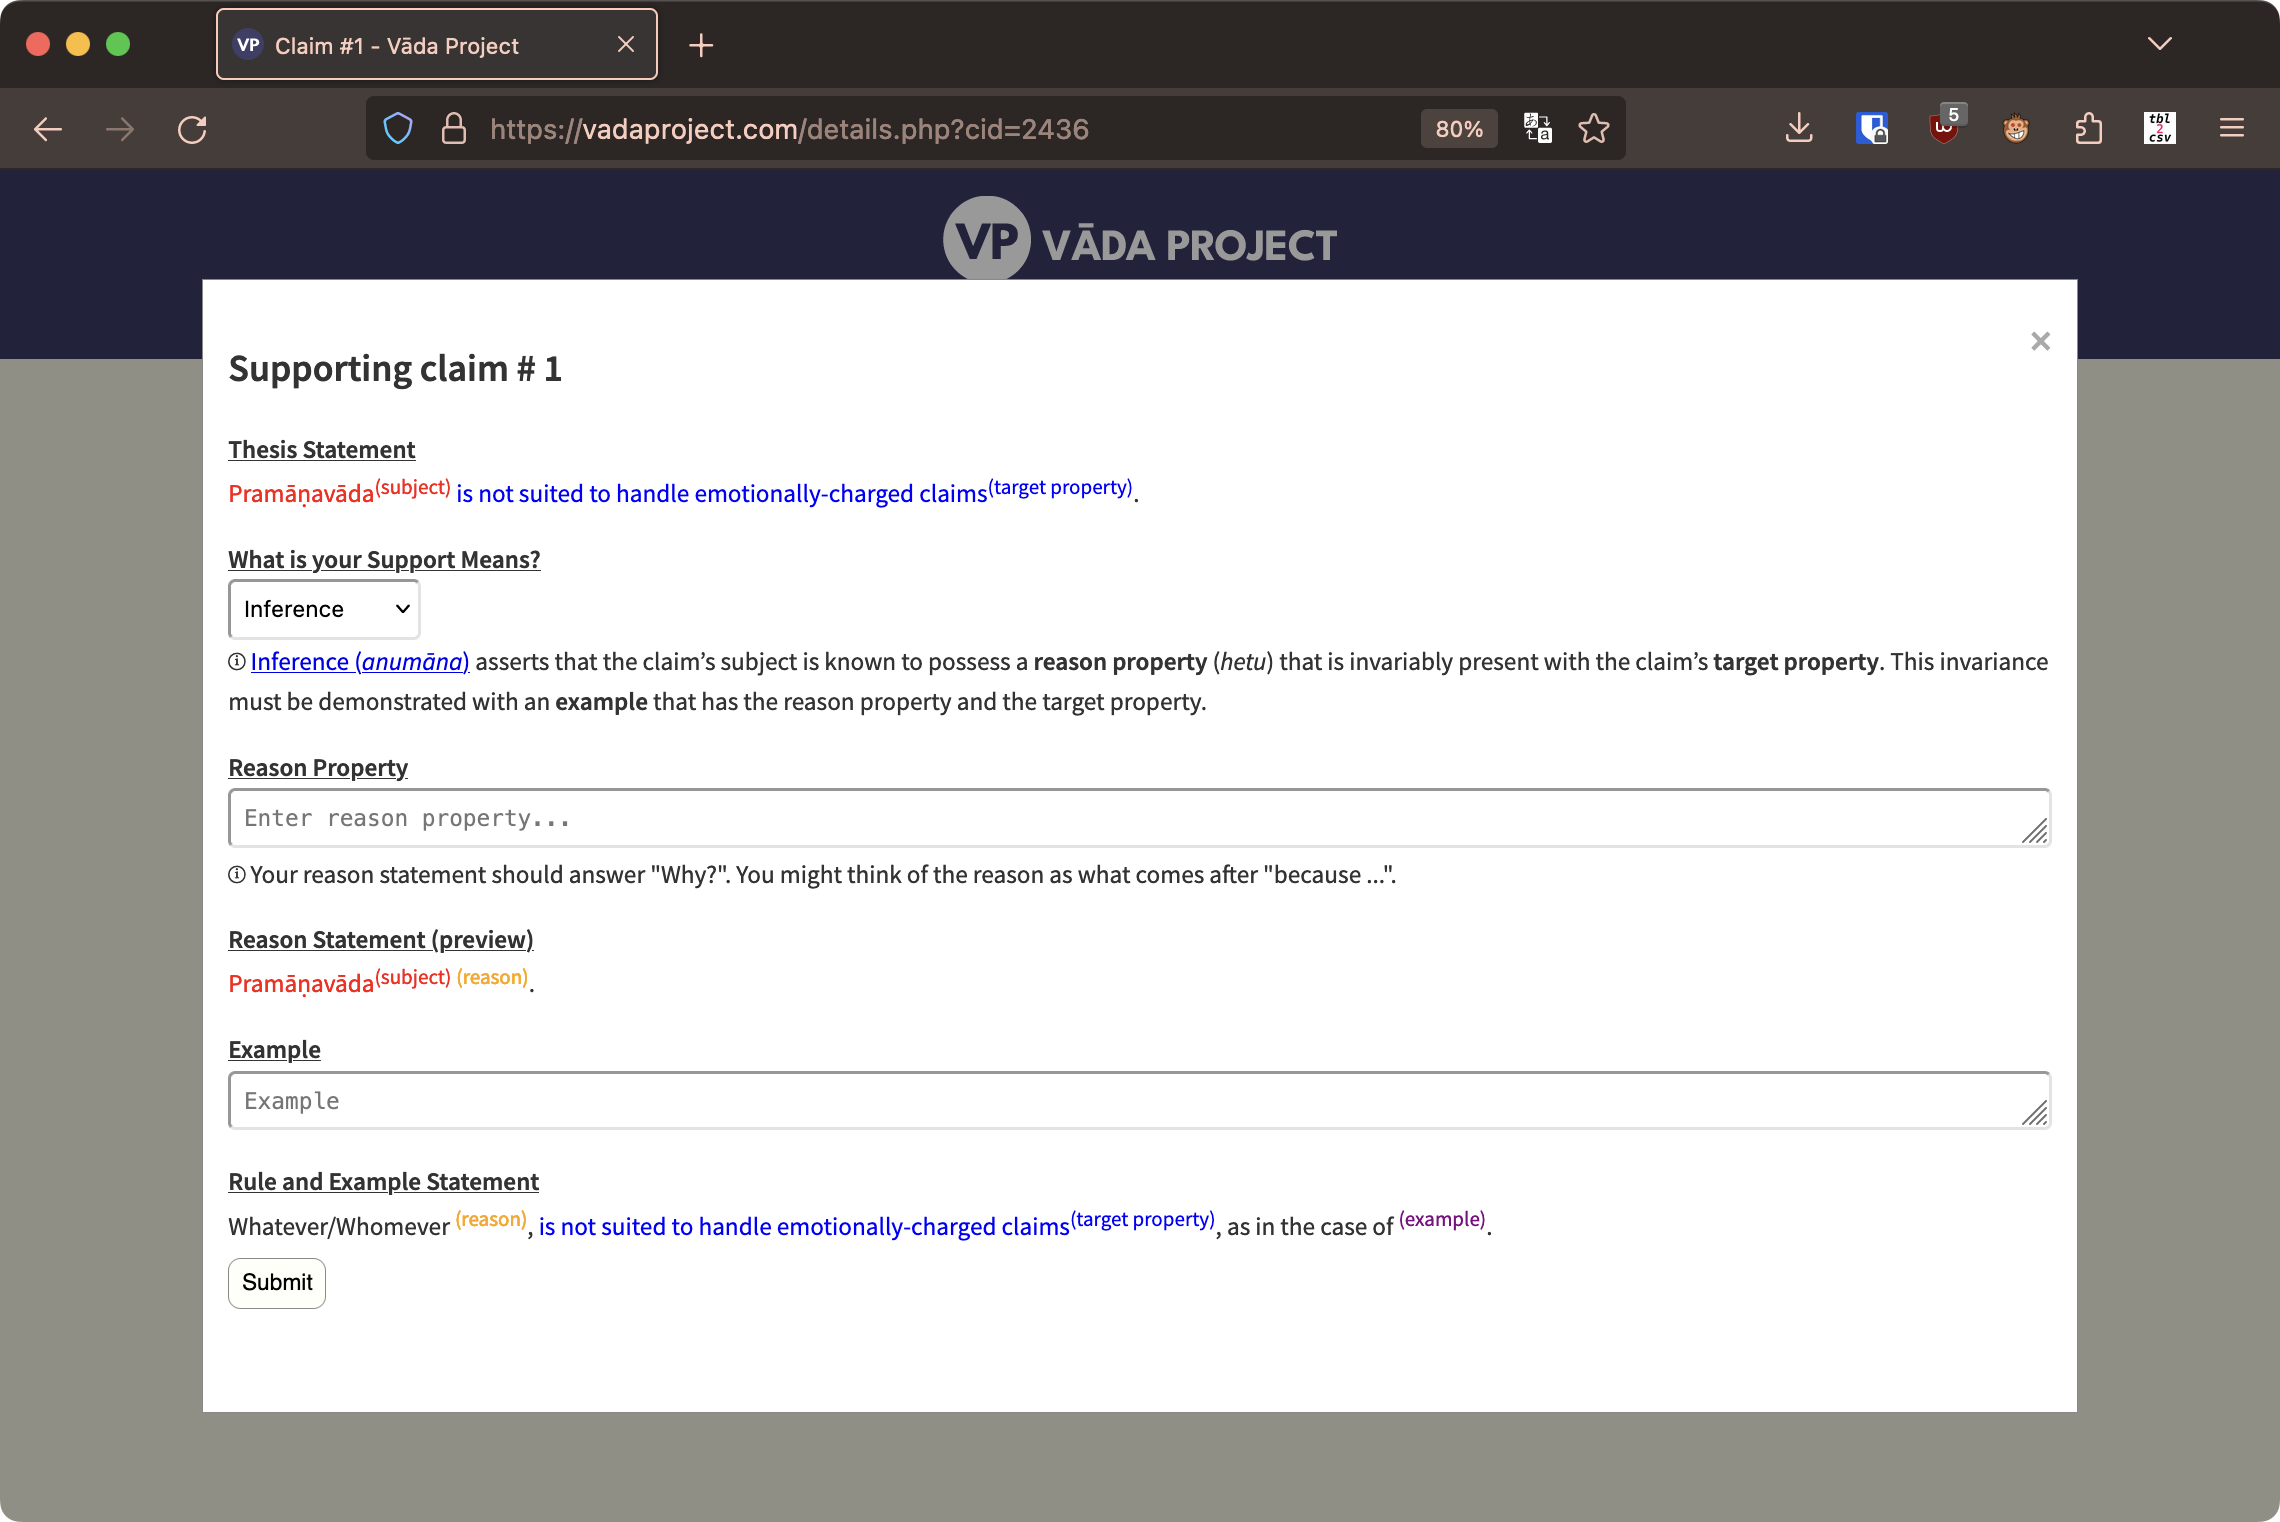 VP Claim #1 - Vāda Project
https://vadaproject.com/details.php?cid=2436 80% 5 tbl 2 csv
VP VĀDA PROJECT
Supporting claim # 1
Thesis Statement
Pramāṇavāda(subject) is not suited to handle emotionally-charged claims(target property).
What is your Support Means?
Inference
Inference (anumāna) asserts that the claim’s subject is known to possess a reason property (hetu) that is invariably present with the claim’s target property. This invariance
must be demonstrated with an example that has the reason property and the target property.
Reason Property
Enter reason property...
Your reason statement should answer "Why?". You might think of the reason as what comes after "because ...".
Reason Statement (preview)
Pramāṇavāda(subject) (reason).
Example
Example
Rule and Example Statement
Whatever/Whomever (reason), is not suited to handle emotionally-charged claims(target property), as in the case of (example).
Submit